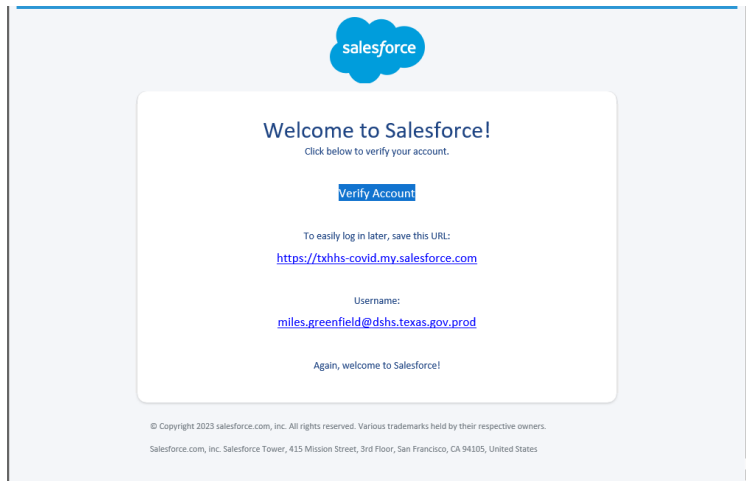 salesforce
Welcome to Salesforce!
Click below to verify your account.
Verify Account
To easily log in later, save this URL:
https://txhhs-covid.my.salesforce.com
Username:
miles.greenfield@dshs.texas.gov.prod
Again, welcome to Salesforce!
© Copyright 2023 salesforce.com, inc. All rights reserved. Various trademarks held by their respective owners.
Salesforce.com, inc. Salesforce Tower, 415 Mission Street, 3rd Floor, San Francisco, CA 94105, United States